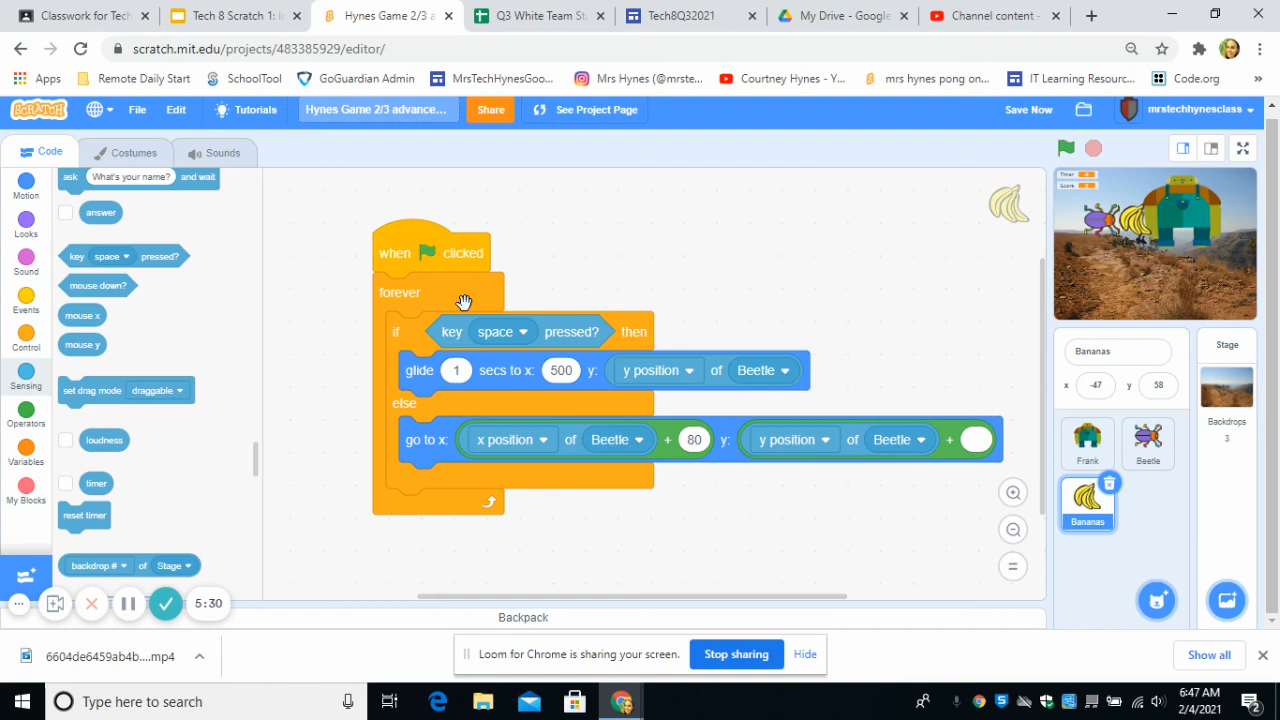 Classwork for Tech
Tech 8 Scratch 1: I
Hynes Game 2/3 a
Q3 White Team S
Tech8Q32021
My Drive - Google
Channel content -
scratch.mit.edu/projects/483385929/editor/
Apps
Remote Daily Start
SchoolTool
GoGuardian Admin
MrsTechHynesGoo...
Mrs Hynes (@mrste...
Courtney Hynes - Y...
mrs hynes pong on...
IT Learning Resourc...
Code.org
»
SCRATCH
File
Edit
Tutorials
Hynes Game 2/3 advance...
Share
See Project Page
Save Now
mrstechhynesclass
Code
Costumes
Sounds
Motion
Looks
Sound
Events
Control
Sensing
Operators
Variables
My Blocks
ask What's your name? and wait
answer
key space pressed?
mouse down?
mouse x
mouse y
set drag mode draggable
loudness
timer
reset timer
backdrop # of Stage
when clicked
forever
if key space pressed? then
glide 1 secs to x: 500 y: y position of Beetle
else
go to x: x position of Beetle + 80 y: y position of Beetle +
Timer
Score
Bananas
x -47 y 58
Frank
Beetle
Bananas
Stage
Backdrops
3
5:30
Backpack
6604de6459ab4b....mp4
Loom for Chrome is sharing your screen.
Stop sharing
Hide
Show all
Type here to search
6:47 AM
2/4/2021
2